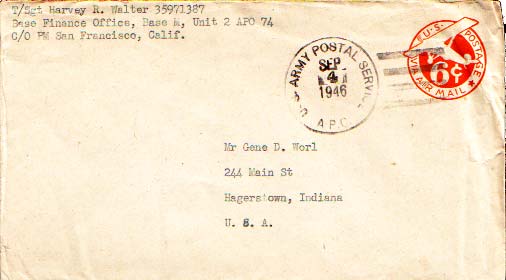 T/Sgt Harvey R. Walter 35971387
Base Finance Office, Base M, Unit 2 APO 74
C/O PM San Francisco, Calif.
U.S. ARMY POSTAL SERVICE
SEP
4
1946
A.P.O.
U.S. POSTAGE
6¢
VIA AIR MAIL
Mr Gene D. Worl
244 Main St
Hagerstown, Indiana
U. S. A.